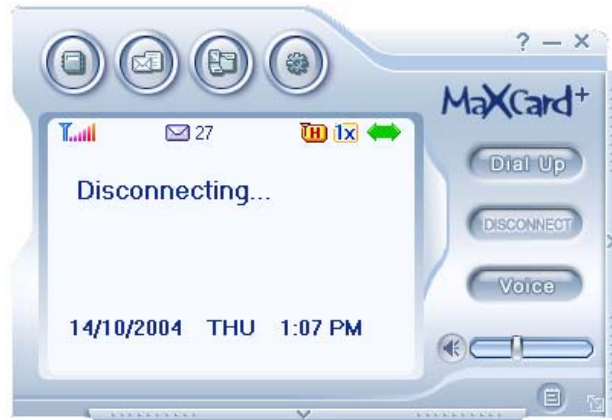 ? — ×
MaXCard+
27
H 1x
Dial Up
Disconnecting...
DISCONNECT
Voice
14/10/2004 THU 1:07 PM